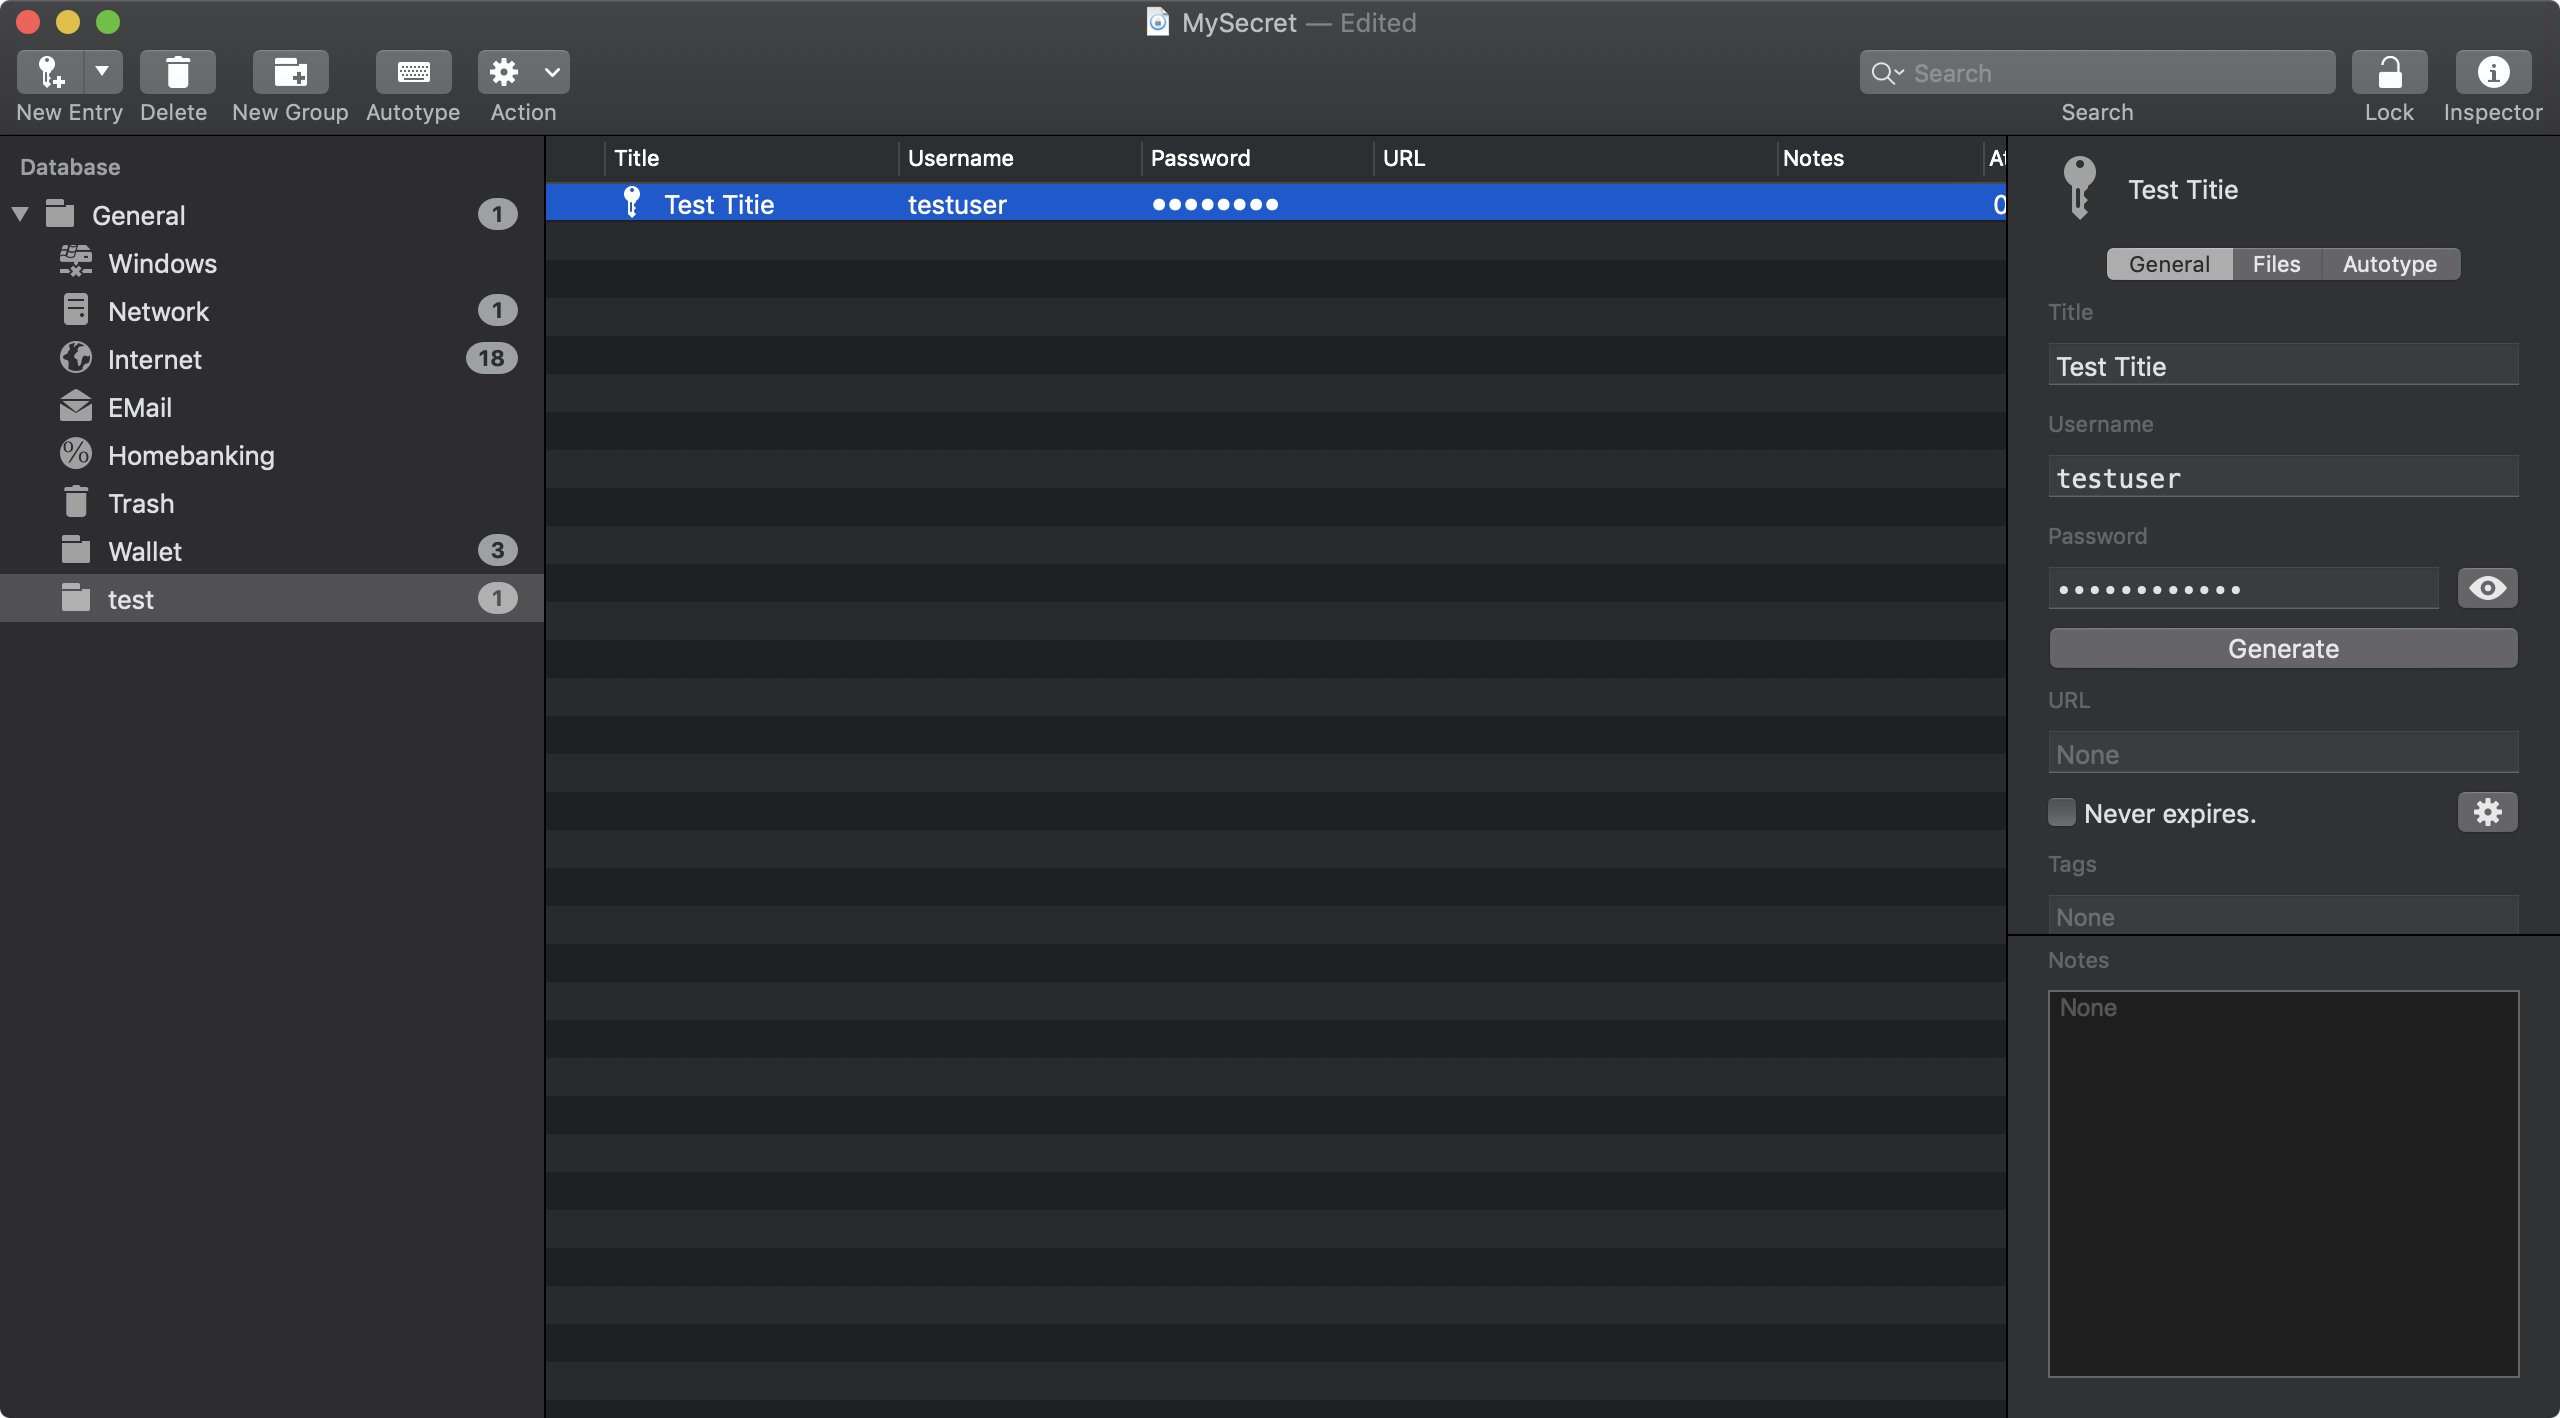 MySecret — Edited
New Entry Delete New Group Autotype Action
Search
Search Lock Inspector
Database
General 1
Windows
Network 1
Internet 18
EMail
Homebanking
Trash
Wallet 3
test 1
Title Username Password URL Notes
Test Titie testuser ••••••••
Test Titie
General Files Autotype
Title
Test Titie
Username
testuser
Password
••••••••••••
Generate
URL
None
Never expires.
Tags
None
Notes
None